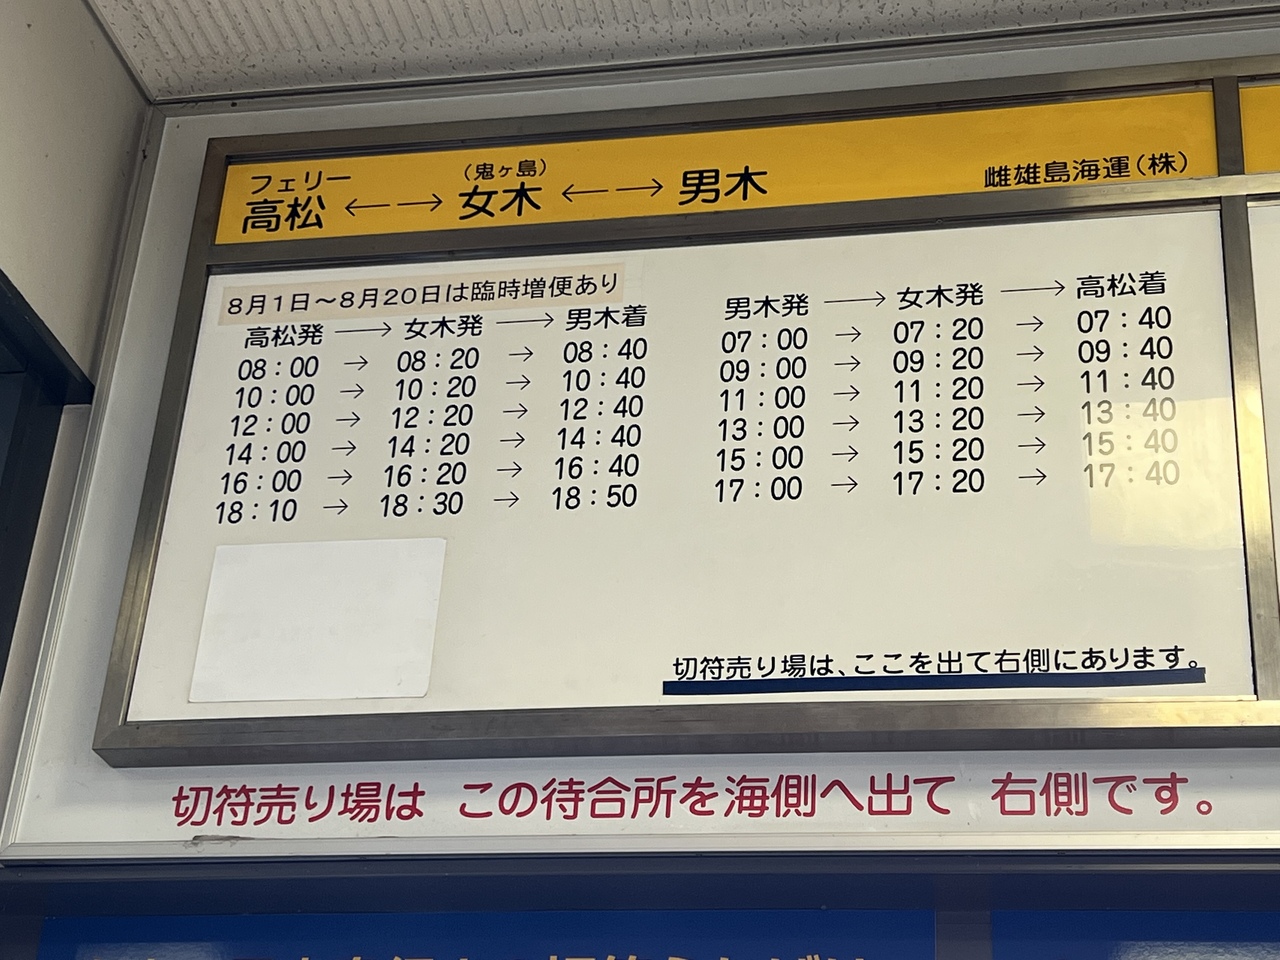 フェリー (鬼ヶ島)
高松 ←→ 女木 ←→ 男木 雌雄島海運(株)
8月1日～8月20日は臨時増便あり
高松発 → 女木発 → 男木着
08:00 → 08:20 → 08:40
10:00 → 10:20 → 10:40
12:00 → 12:20 → 12:40
14:00 → 14:20 → 14:40
16:00 → 16:20 → 16:40
18:10 → 18:30 → 18:50
男木発 → 女木発 → 高松着
07:00 → 07:20 → 07:40
09:00 → 09:20 → 09:40
11:00 → 11:20 → 11:40
13:00 → 13:20 → 13:40
15:00 → 15:20 → 15:40
17:00 → 17:20 → 17:40
切符売り場は、ここを出て右側にあります。
切符売り場は この待合所を海側へ出て 右側です。